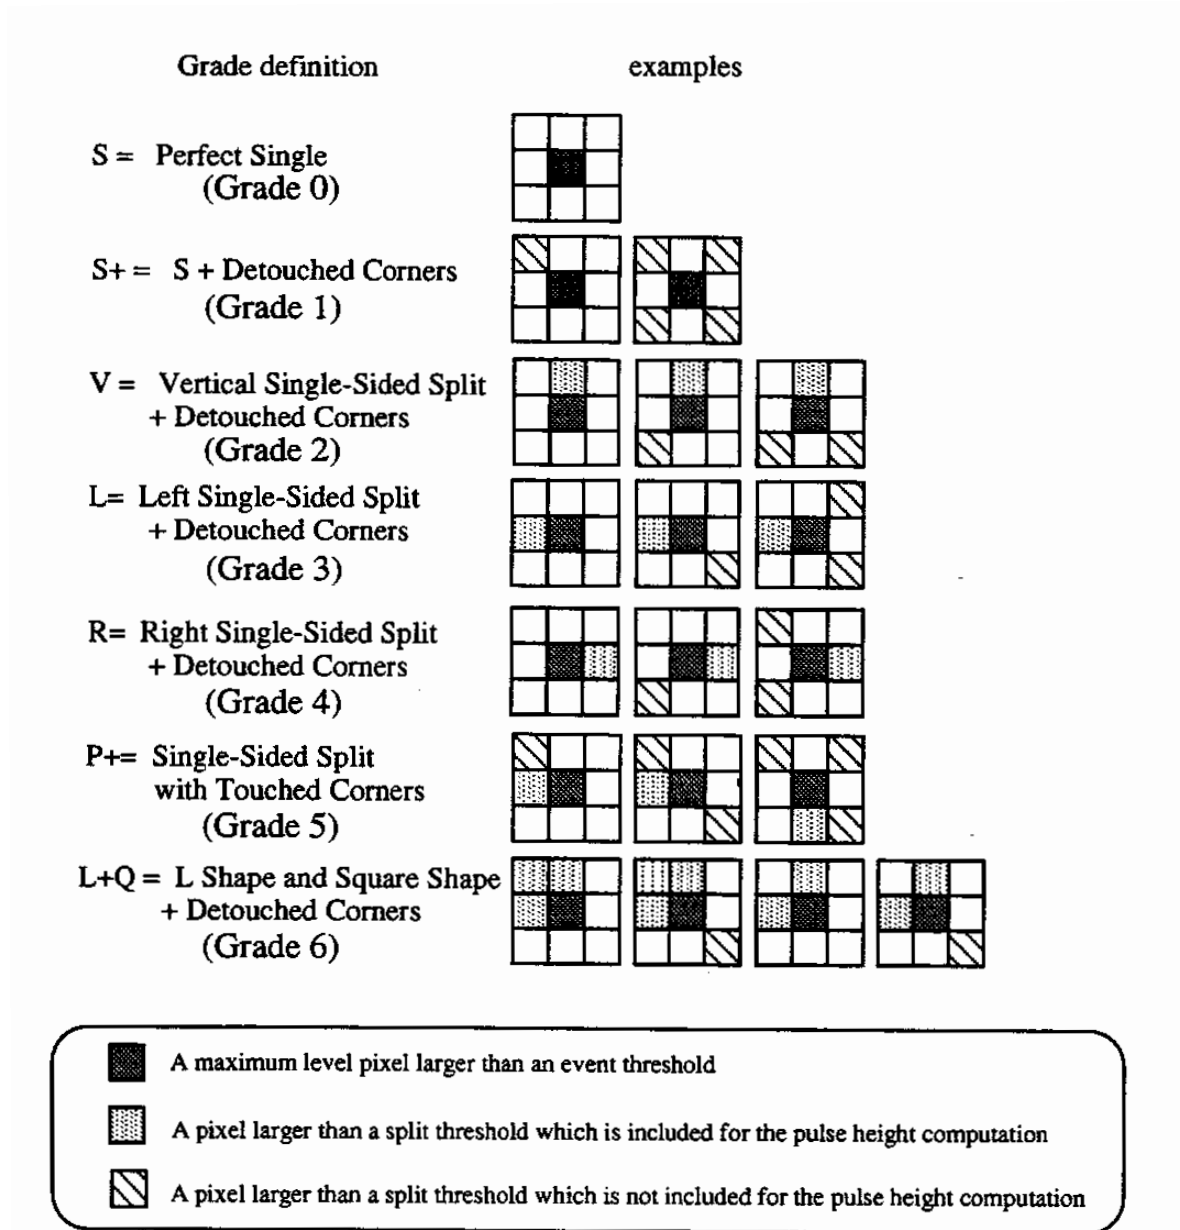 Grade definition examples
S = Perfect Single
(Grade 0)
S+ = S + Detouched Corners
(Grade 1)
V = Vertical Single-Sided Split
+ Detouched Corners
(Grade 2)
L= Left Single-Sided Split
+ Detouched Corners
(Grade 3)
R= Right Single-Sided Split
+ Detouched Corners
(Grade 4)
P+= Single-Sided Split
with Touched Corners
(Grade 5)
L+Q = L Shape and Square Shape
+ Detouched Corners
(Grade 6)
A maximum level pixel larger than an event threshold
A pixel larger than a split threshold which is included for the pulse height computation
A pixel larger than a split threshold which is not included for the pulse height computation